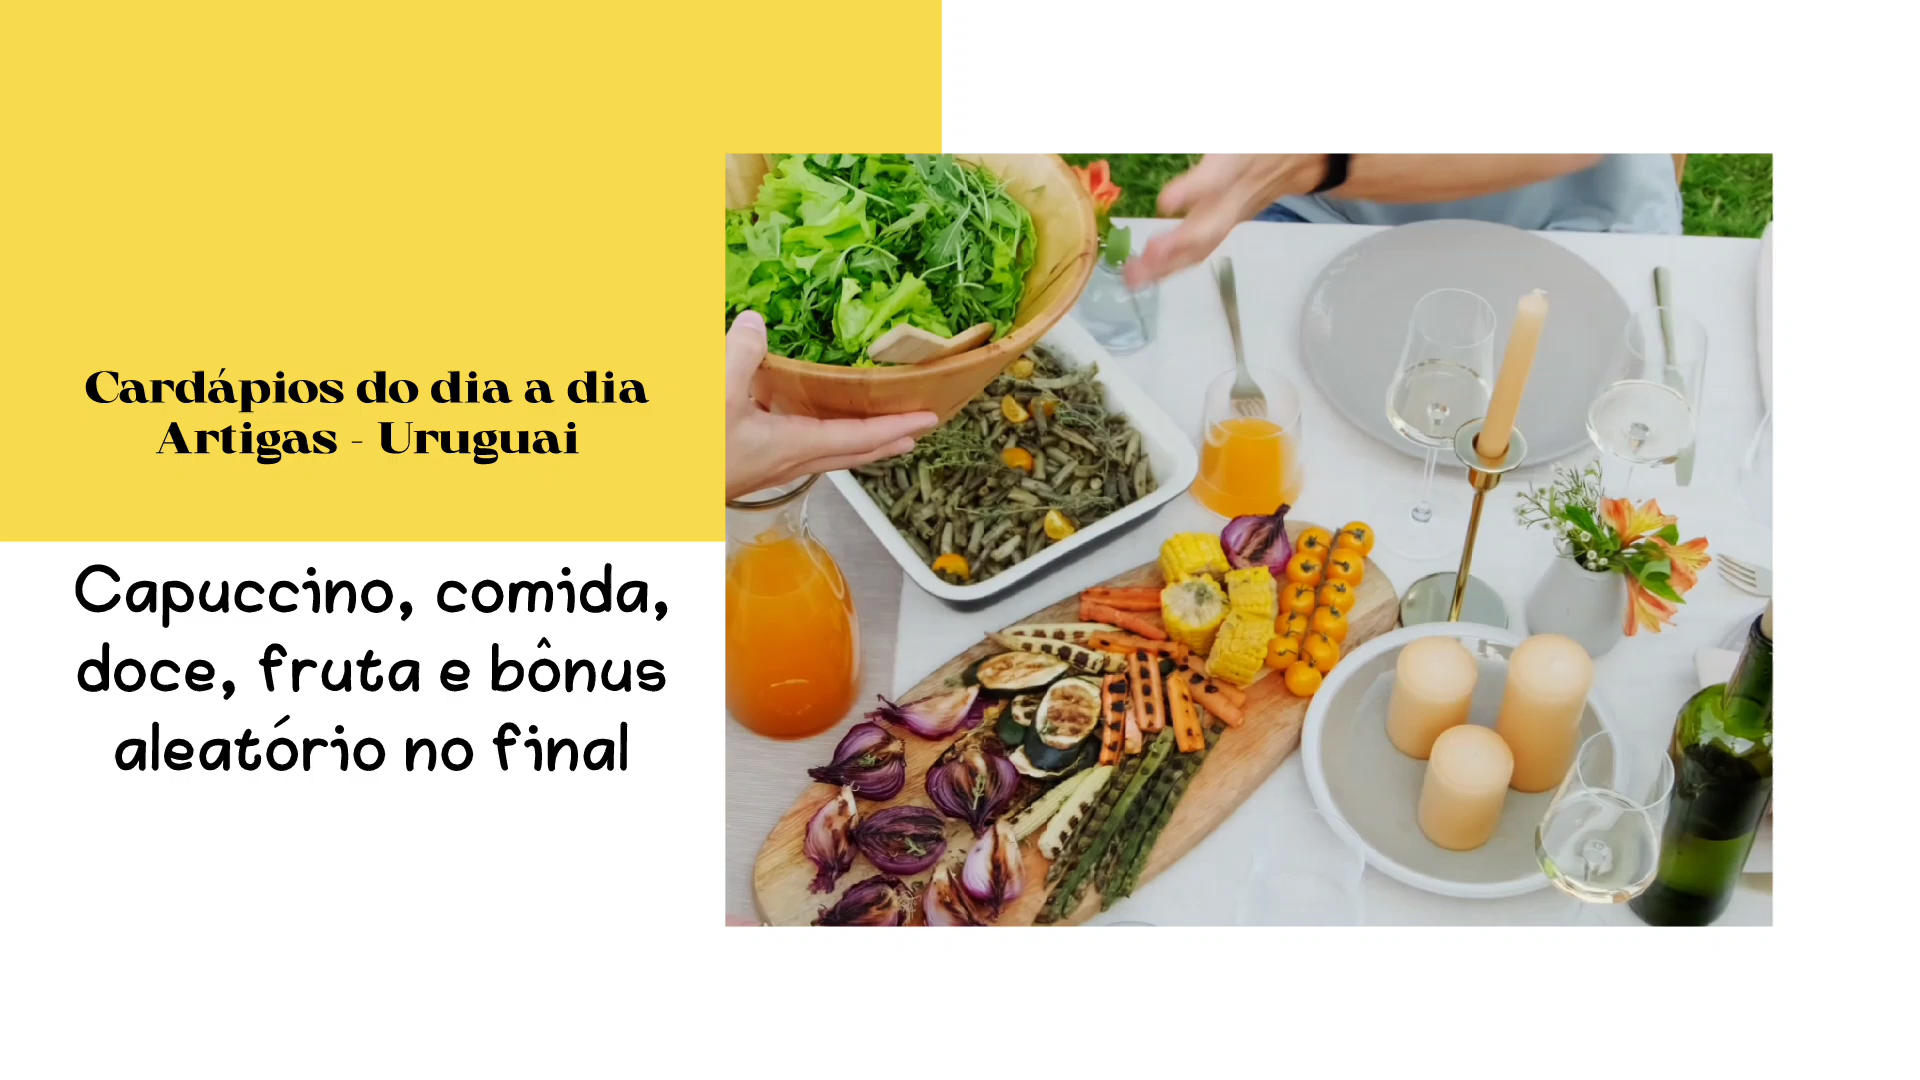 Cardápios do dia a dia
Artigas - Uruguai
Capuccino, comida,
doce, fruta e bônus
aleatório no final